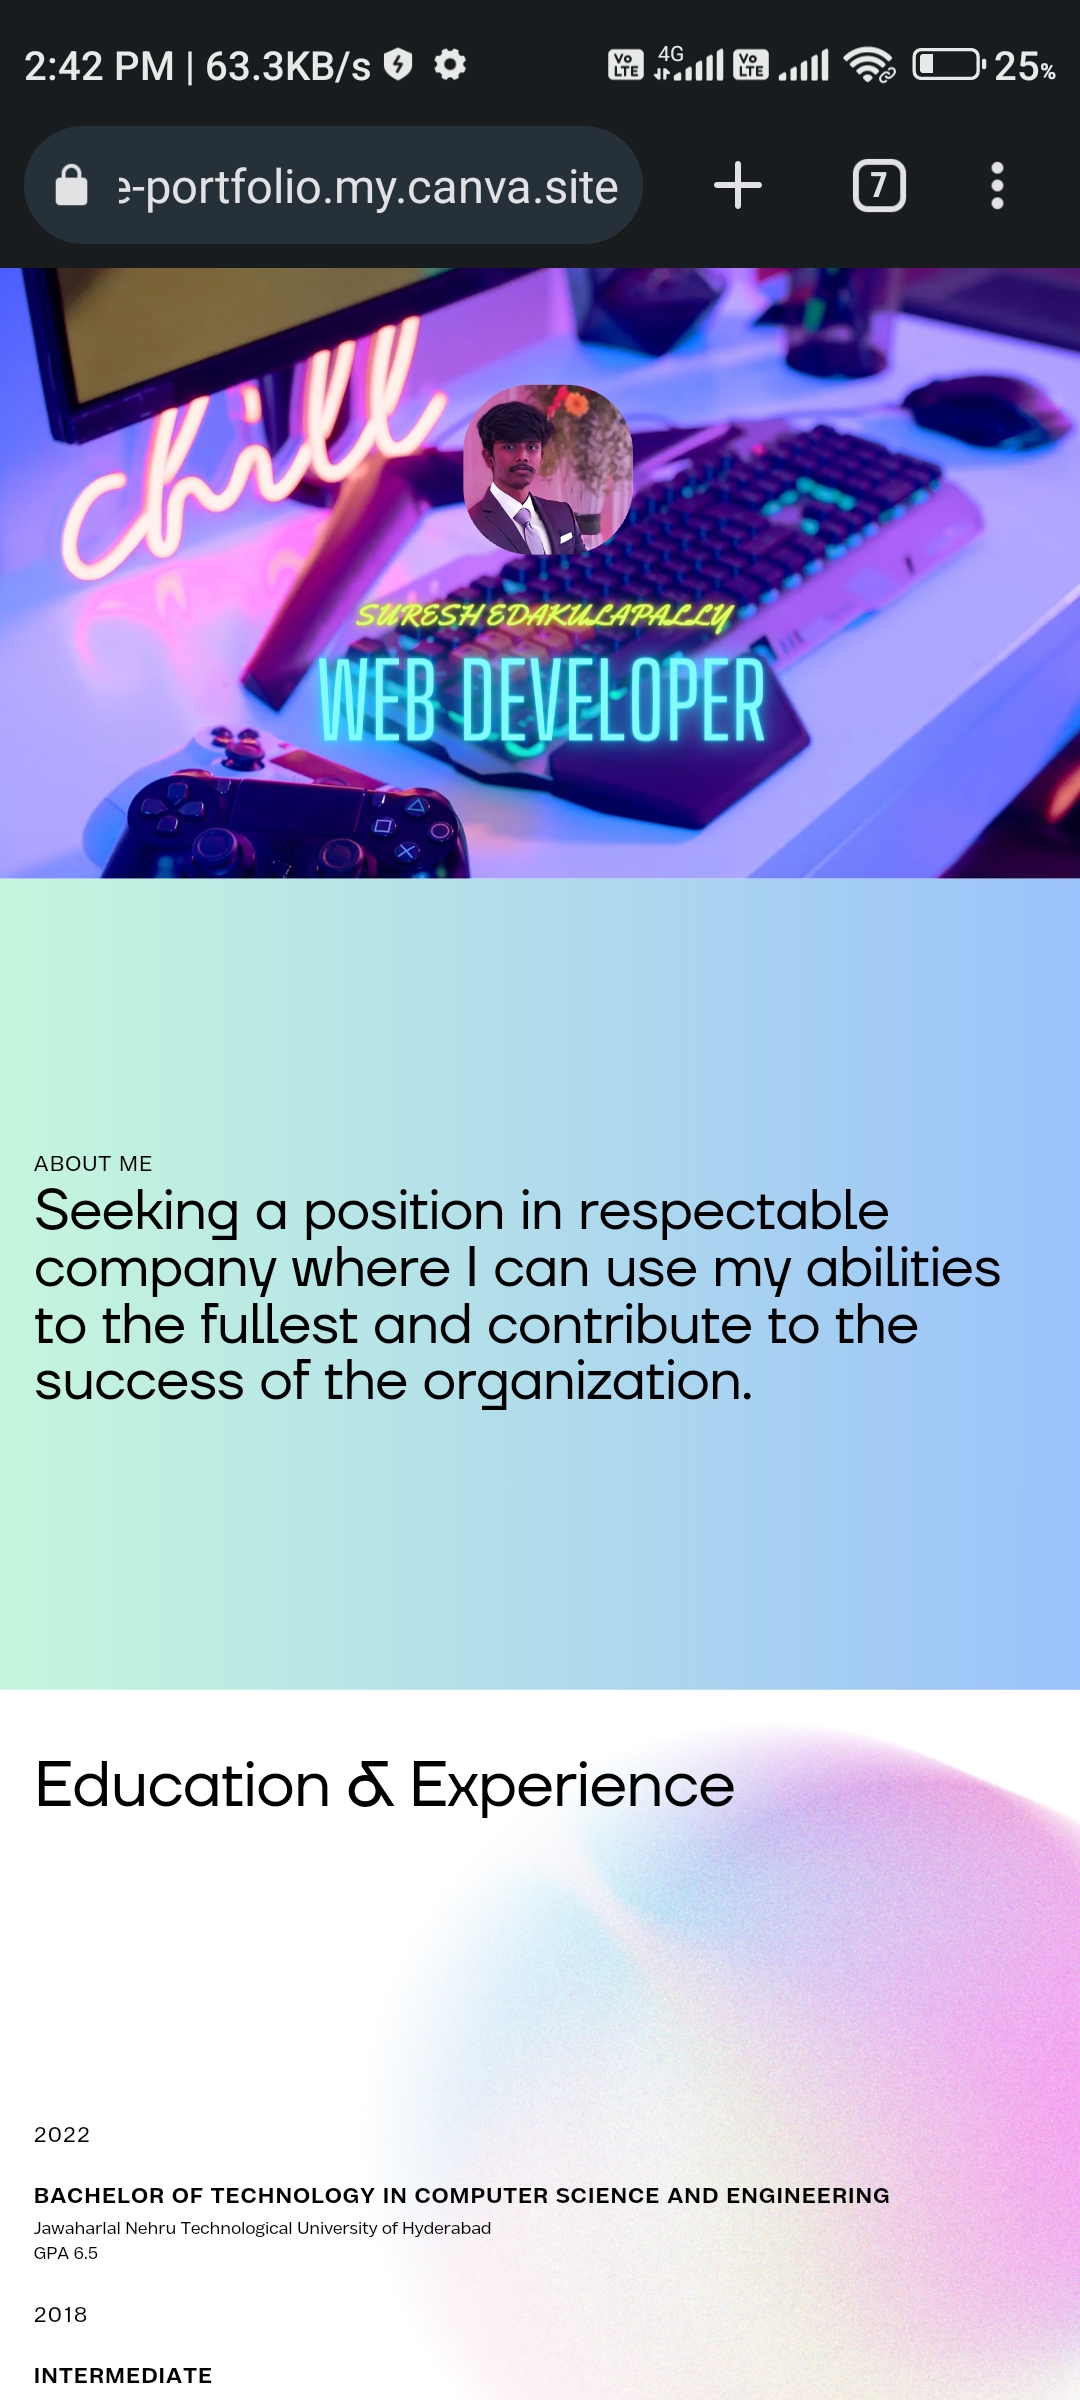 2:42 PM | 63.3KB/s Vo LTE 4G Vo LTE 25%
e-portfolio.my.canva.site 7
chill
SURESH EDAKULAPALLY
WEB DEVELOPER
ABOUT ME
Seeking a position in respectable
company where I can use my abilities
to the fullest and contribute to the
success of the organization.
Education & Experience
2022
BACHELOR OF TECHNOLOGY IN COMPUTER SCIENCE AND ENGINEERING
Jawaharlal Nehru Technological University of Hyderabad
GPA 6.5
2018
INTERMEDIATE